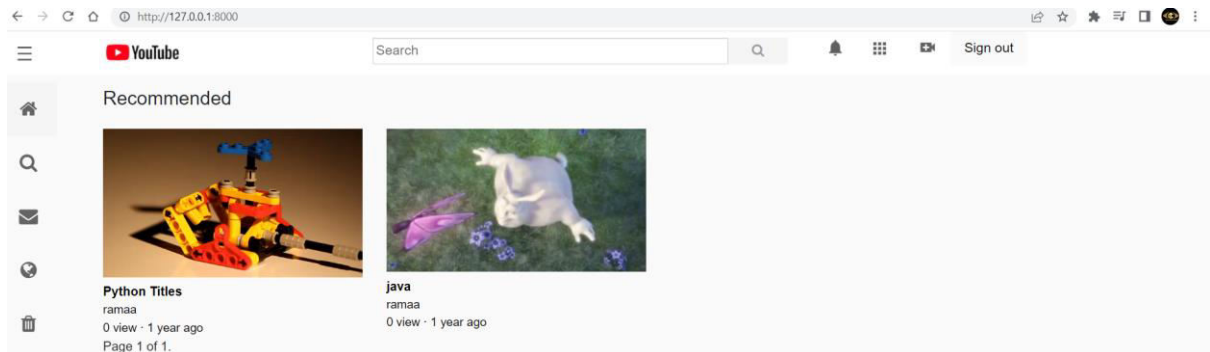 http://127.0.0.1:8000
YouTube
Search
Sign out
Recommended
Python Titles
ramaa
0 view · 1 year ago
Page 1 of 1.
java
ramaa
0 view · 1 year ago